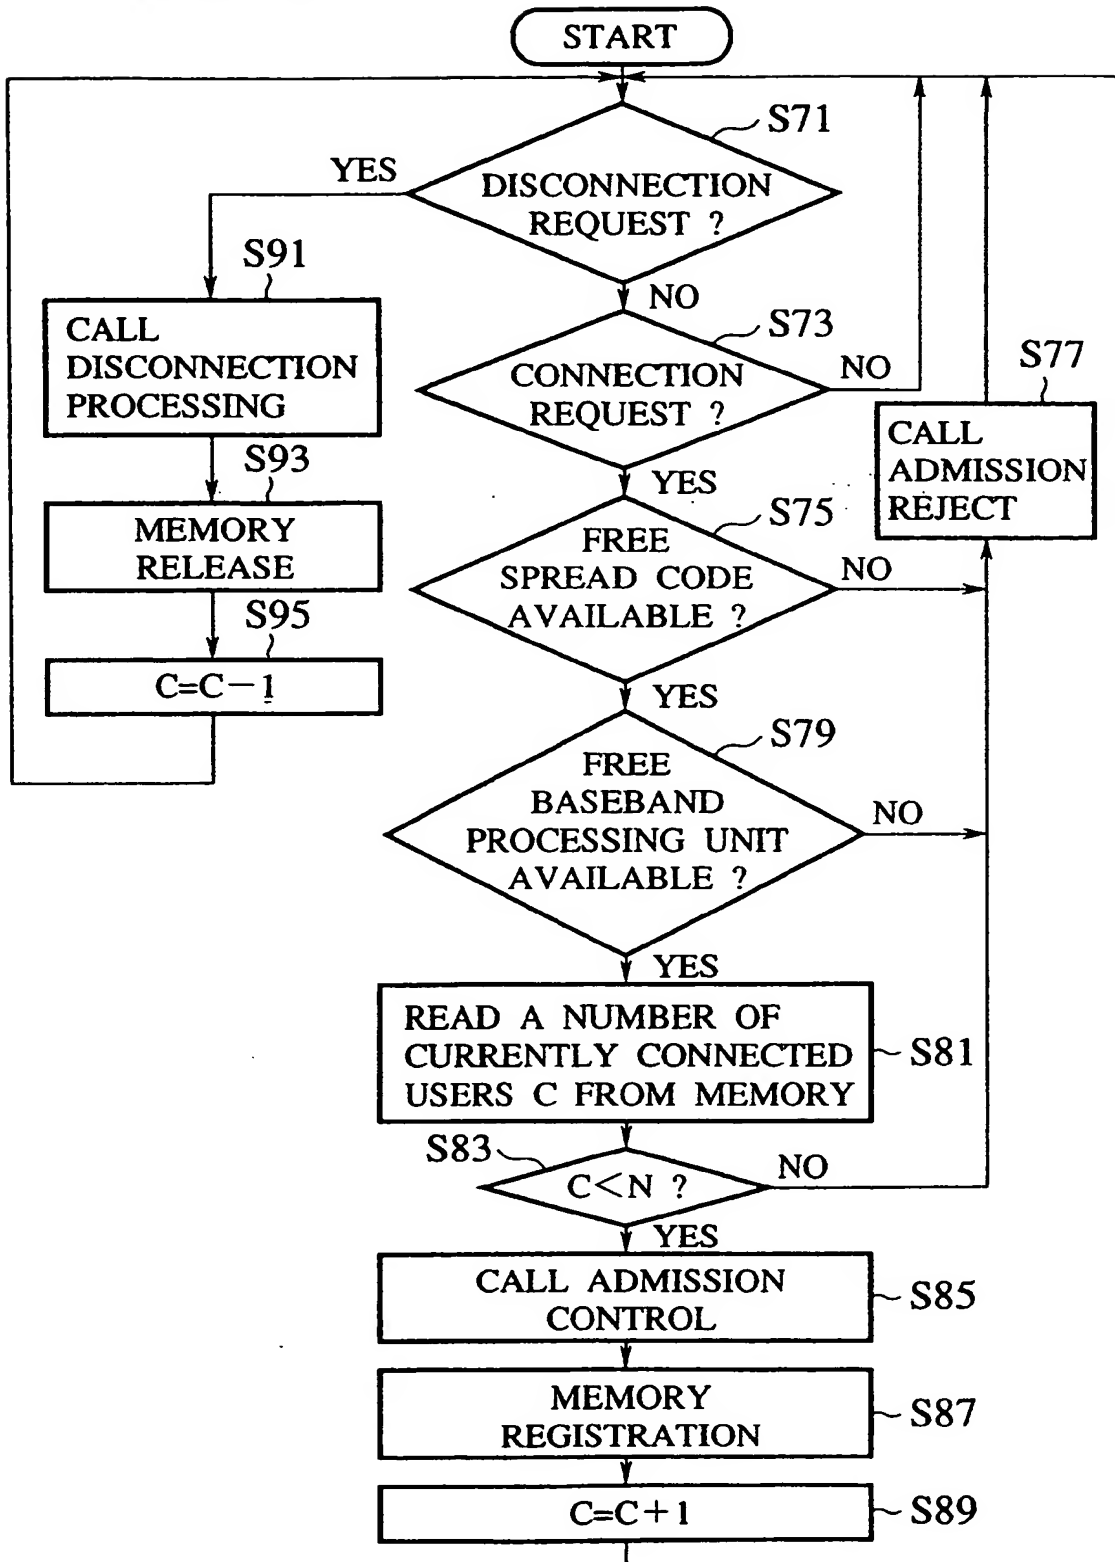 START
S71
YES
DISCONNECTION
REQUEST ?
NO
S91
CALL
DISCONNECTION
PROCESSING
S73
CONNECTION
REQUEST ?
NO
S77
CALL
ADMISSION
REJECT
YES
S93
MEMORY
RELEASE
S75
FREE
SPREAD CODE
AVAILABLE ?
NO
S95
C=C-1
YES
S79
FREE
BASEBAND
PROCESSING UNIT
AVAILABLE ?
NO
YES
READ A NUMBER OF
CURRENTLY CONNECTED
USERS C FROM MEMORY
S81
S83
C<N ?
NO
YES
CALL ADMISSION
CONTROL
S85
MEMORY
REGISTRATION
S87
C=C+1
S89